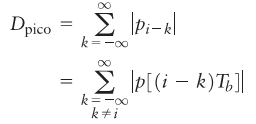 D_pico = ∑_{k=−∞}^{∞} |p_{i−k}|
= ∑_{k=−∞, k≠i}^{∞} |p[(i − k)T_b]|